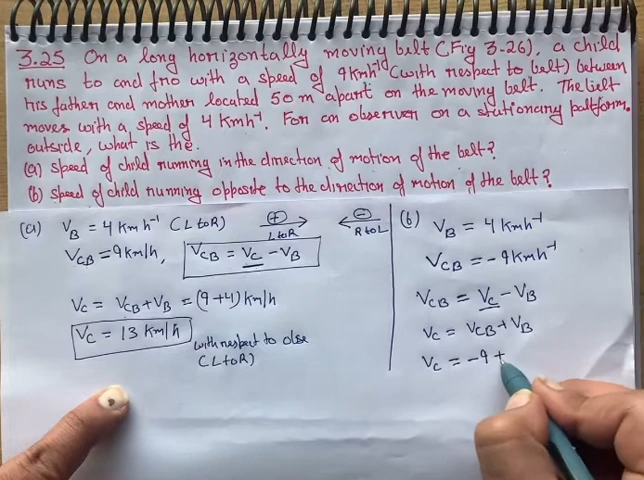 3.25 On a long horizontally moving belt (Fig 3.26), a child
runs to and fro with a speed of 9 Kmh⁻¹ (with respect to belt) between
his father and mother located 50 m apart on the moving belt. The belt
moves with a speed of 4 Kmh⁻¹. For an observer on a stationary paltform.
outside, what is the.
(a) speed of child running in the direction of motion of the belt?
(b) speed of child running opposite to the direction of motion of the belt?
(a) V_B = 4 Kmh⁻¹ (L to R) (+) L to R (-) R to L
V_CB = 9 Km/h, V_CB = V_C - V_B
V_C = V_CB + V_B = (9+4) Km/h
V_C = 13 Km/h with respect to obse
(L to R)
(b) V_B = 4 Kmh⁻¹
V_CB = -9 Kmh⁻¹
V_CB = V_C - V_B
V_C = V_CB + V_B
V_C = -9 +